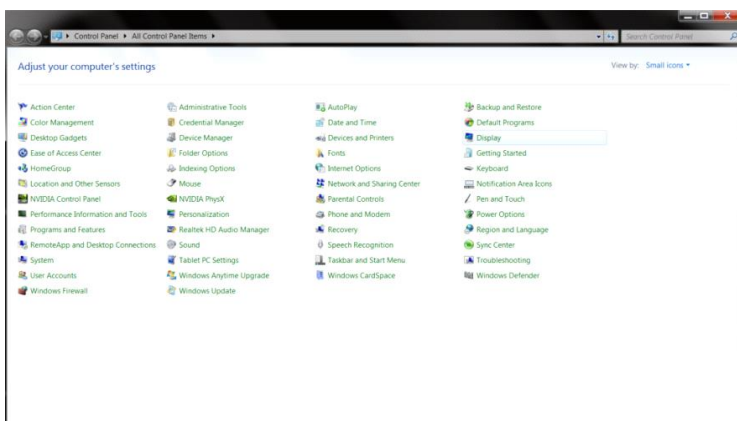 Control Panel ▸ All Control Panel Items ▸
Search Control Panel
Adjust your computer's settings
View by: Small icons
Action Center Administrative Tools AutoPlay Backup and Restore
Color Management Credential Manager Date and Time Default Programs
Desktop Gadgets Device Manager Devices and Printers Display
Ease of Access Center Folder Options Fonts Getting Started
HomeGroup Indexing Options Internet Options Keyboard
Location and Other Sensors Mouse Network and Sharing Center Notification Area Icons
NVIDIA Control Panel NVIDIA PhysX Parental Controls Pen and Touch
Performance Information and Tools Personalization Phone and Modem Power Options
Programs and Features Realtek HD Audio Manager Recovery Region and Language
RemoteApp and Desktop Connections Sound Speech Recognition Sync Center
System Tablet PC Settings Taskbar and Start Menu Troubleshooting
User Accounts Windows Anytime Upgrade Windows CardSpace Windows Defender
Windows Firewall Windows Update